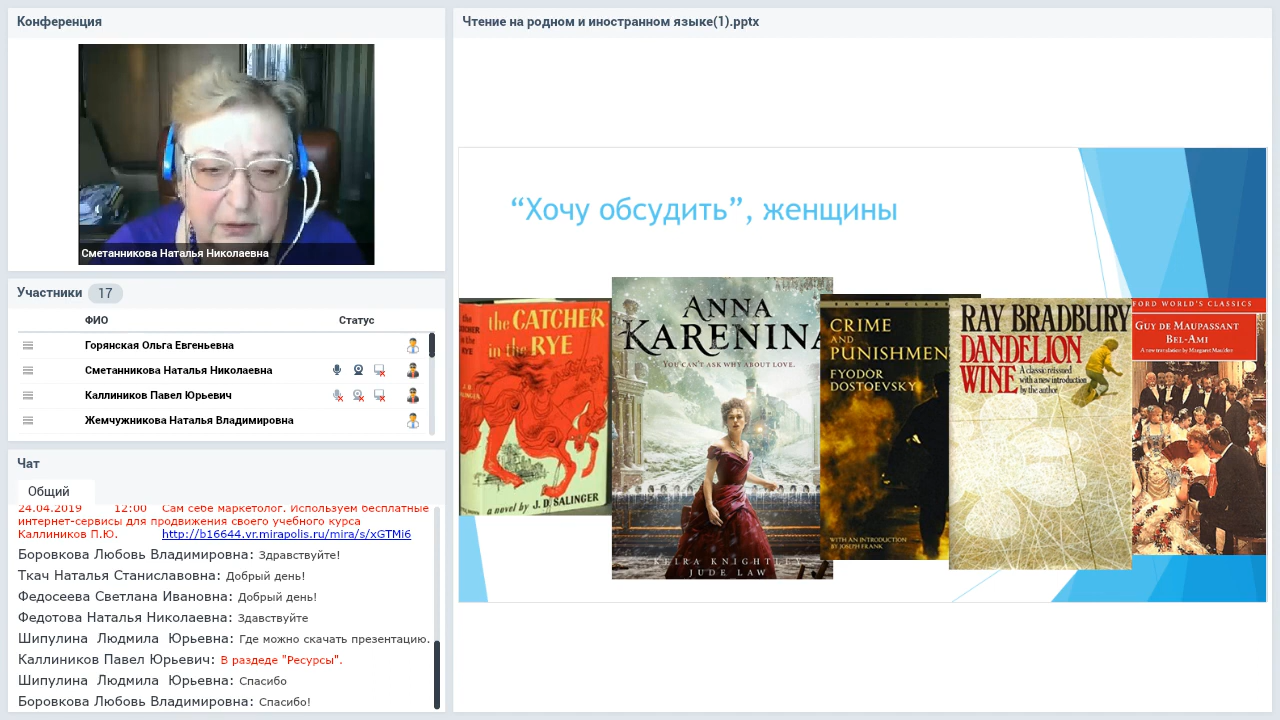 Конференция
Сметанникова Наталья Николаевна
Участники 17
ФИО Статус
Горянская Ольга Евгеньевна
Сметанникова Наталья Николаевна
Каллиников Павел Юрьевич
Жемчужникова Наталья Владимировна
Чат
Общий
24.04.2019 12:00 Сам себе маркетолог. Используем бесплатные
интернет-сервисы для продвижения своего учебного курса
Каллиников П.Ю. http://b16644.vr.mirapolis.ru/mira/s/xGTMi6
Боровкова Любовь Владимировна: Здравствуйте!
Ткач Наталья Станиславовна: Добрый день!
Федосеева Светлана Ивановна: Добрый день!
Федотова Наталья Николаевна: Здавствуйте
Шипулина Людмила Юрьевна: Где можно скачать презентацию.
Каллиников Павел Юрьевич: В раздеде "Ресурсы".
Шипулина Людмила Юрьевна: Спасибо
Боровкова Любовь Владимировна: Спасибо!
Чтение на родном и иностранном языке(1).pptx
“Хочу обсудить”, женщины
the CATCHER
in the RYE
a novel by J. D. SALINGER
ANNA
KARENINA
YOU CAN'T ASK WHY ABOUT LOVE.
KEIRA KNIGHTLEY
JUDE LAW
BANTAM CLASS
CRIME
AND
PUNISHMEN
FYODOR
DOSTOEVSKY
WITH AN INTRODUCTION
BY JOSEPH FRANK
RAY BRADBURY
DANDELION
WINE
A classic reissued
with a new introduction
by the author
FORD WORLD'S CLASSICS
GUY DE MAUPASSANT
BEL-AMI
A new translation by Margaret Mauldon